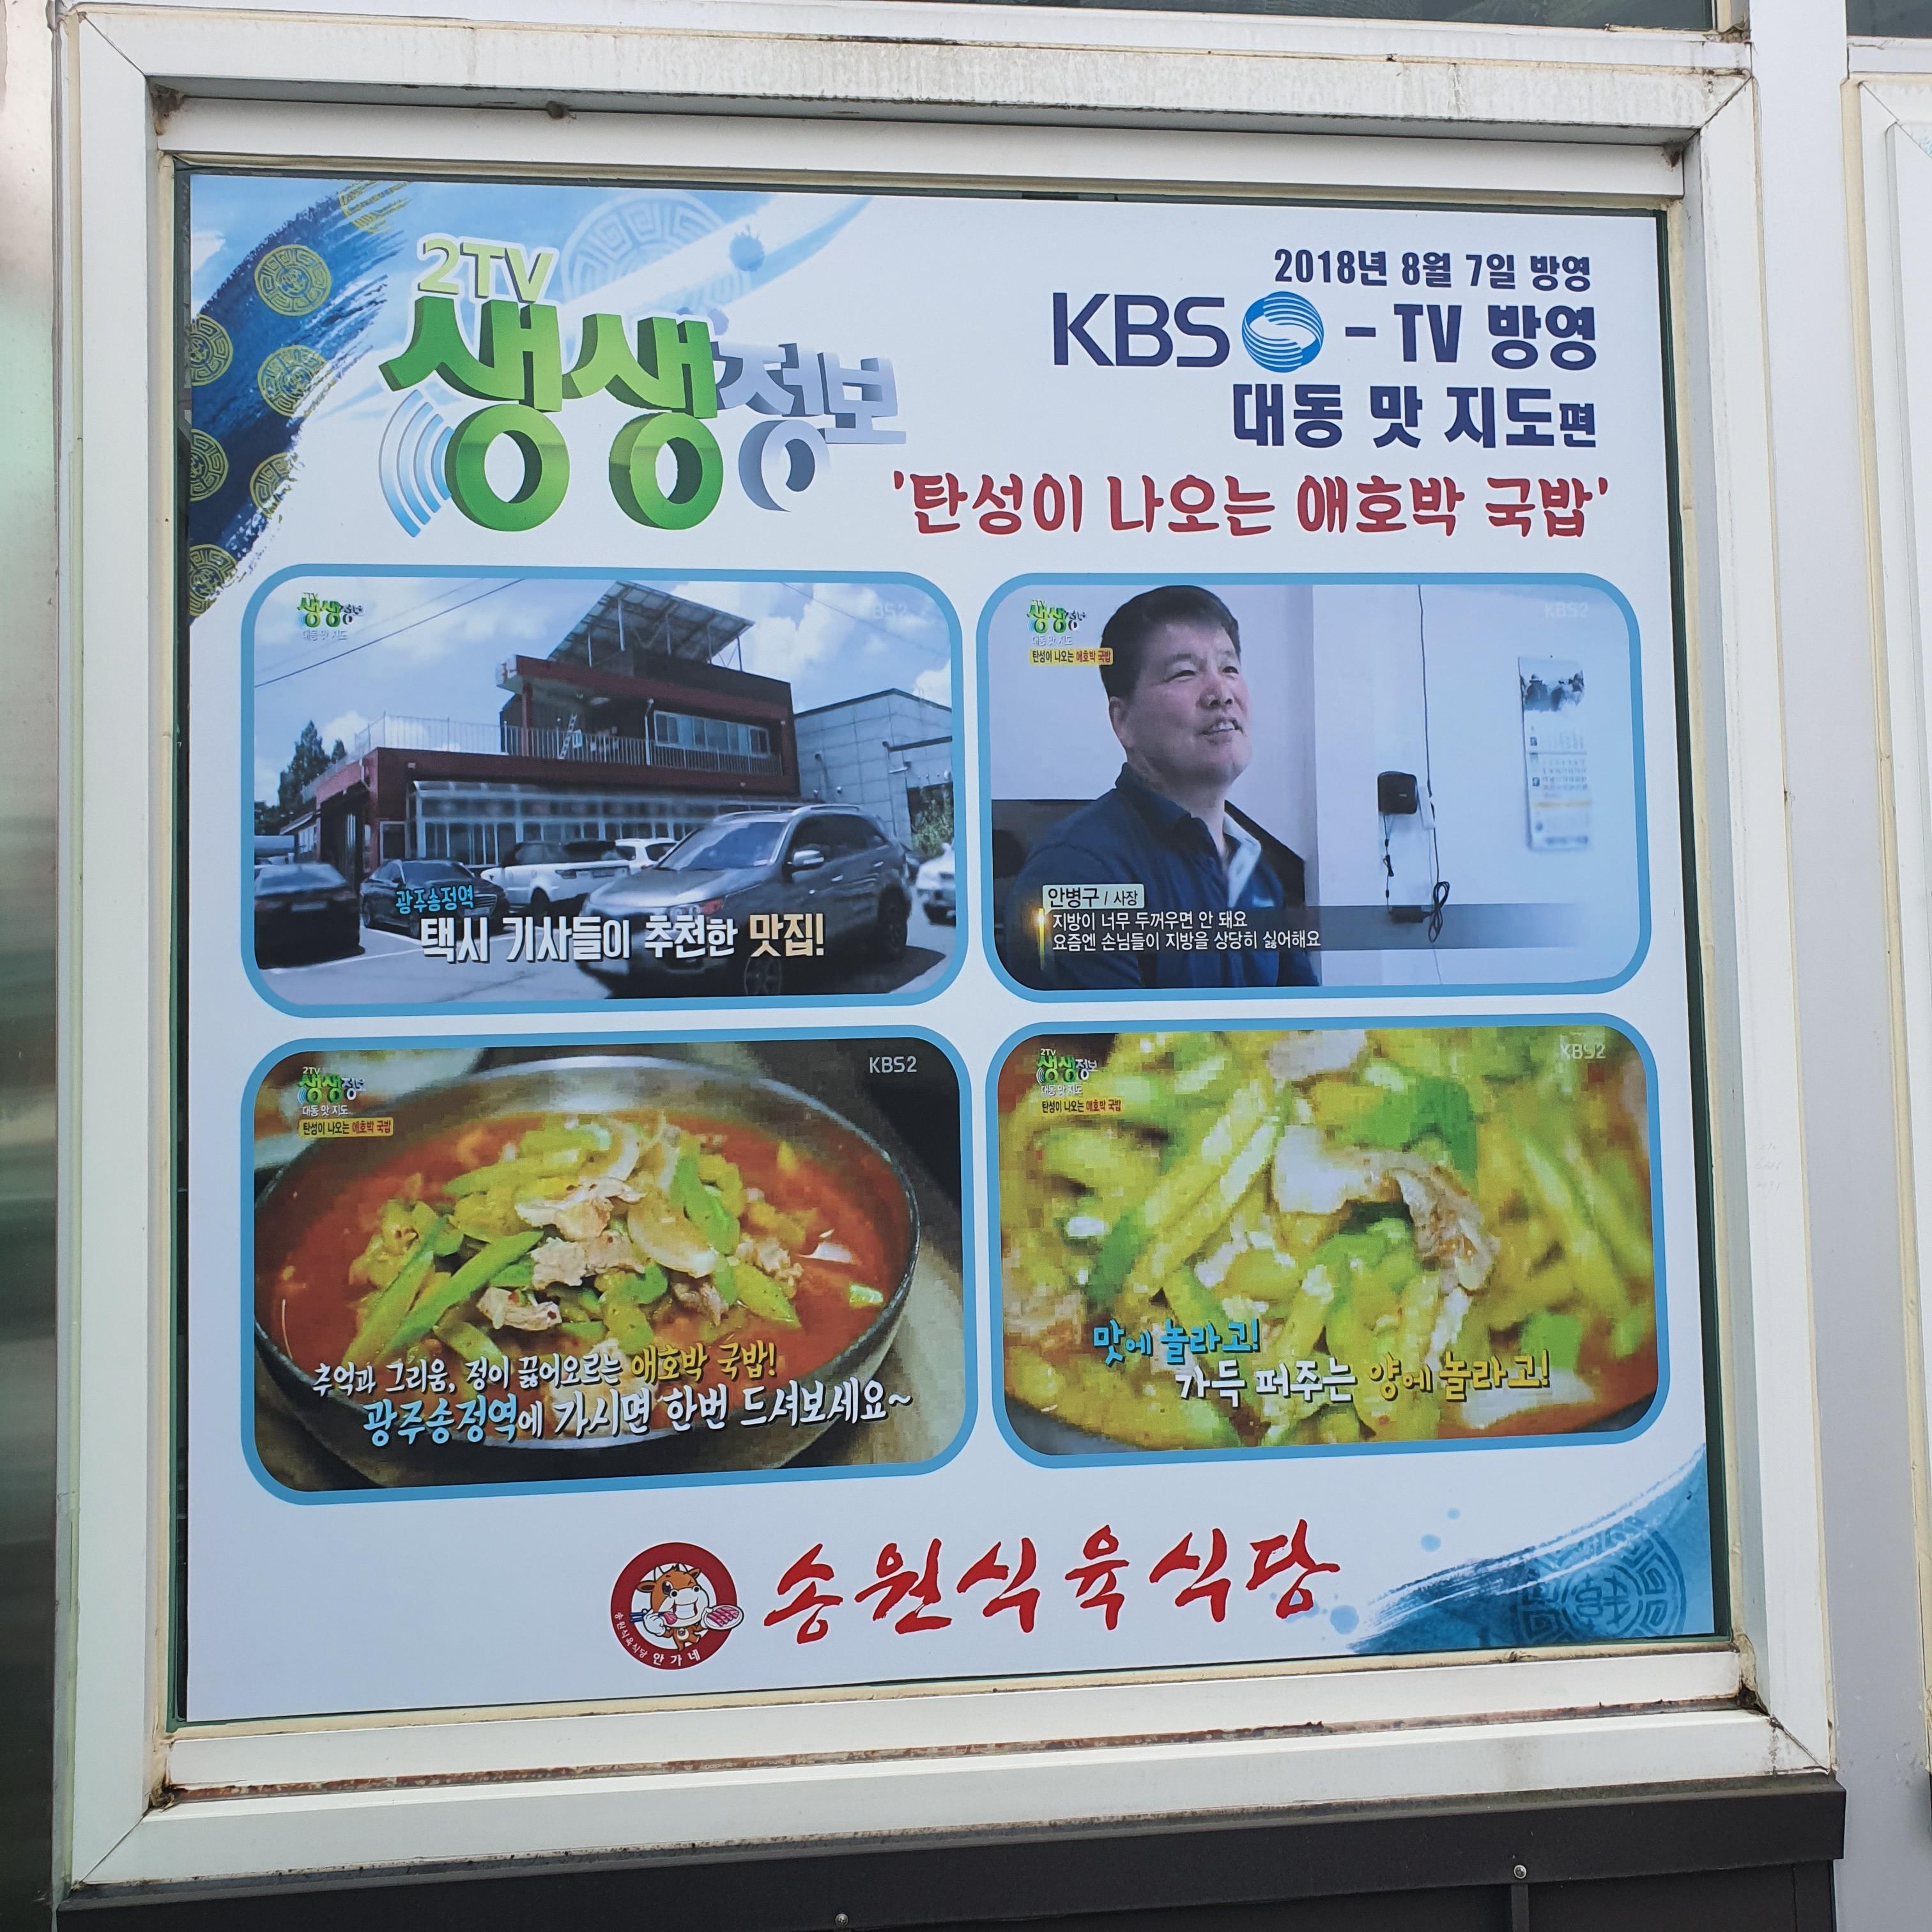 2TV
생생정보
2018년 8월 7일 방영
KBS - TV 방영
대동 맛 지도편
'탄성이 나오는 애호박 국밥'
생생정보
대동 맛 지도
KBS2
광주송정역
택시 기사들이 추천한 맛집!
생생정보
대동 맛 지도
탄성이 나오는 애호박 국밥
KBS2
안병구 / 사장
지방이 너무 두꺼우면 안 돼요
요즘엔 손님들이 지방을 상당히 싫어해요
2TV
생생정보
대동 맛 지도
탄성이 나오는 애호박 국밥
KBS2
추억과 그리움, 정이 끓어오르는 애호박 국밥!
광주송정역에 가시면 한번 드셔보세요~
2TV
생생정보
대동 맛 지도
탄성이 나오는 애호박 국밥
KBS2
맛에 놀라고!
가득 퍼주는 양에 놀라고!
송원식육식당 안가네
송원식육식당